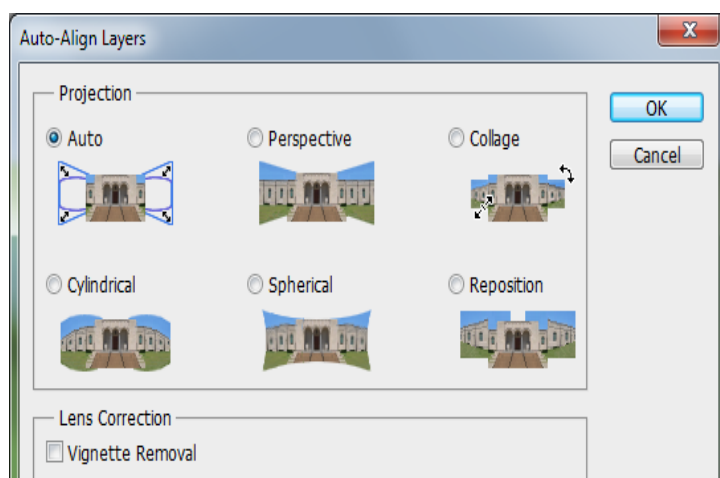 Auto-Align Layers
Projection
OK
Auto
Perspective
Collage
Cancel
Cylindrical
Spherical
Reposition
Lens Correction
Vignette Removal